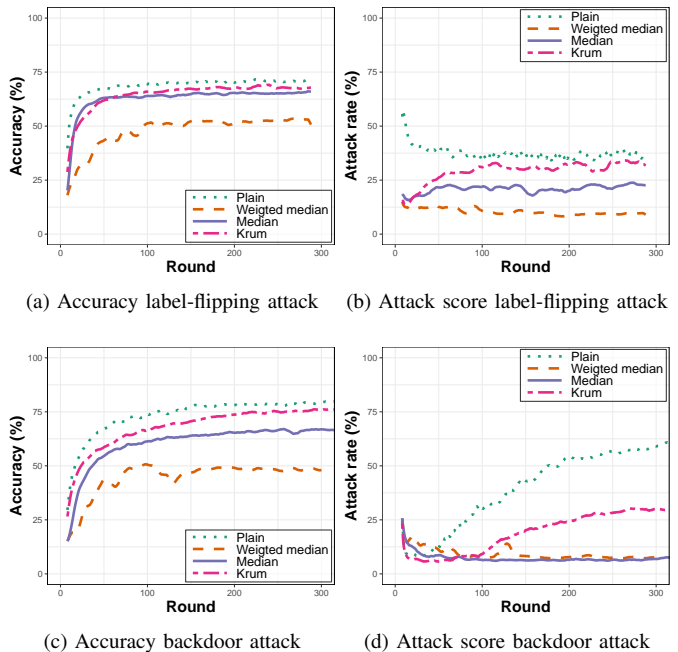 100
75
50
25
0
Accuracy (%)
Plain
Weigted median
Median
Krum
0
100
200
300
Round
(a) Accuracy label-flipping attack
100
75
50
25
0
Attack rate (%)
Plain
Weigted median
Median
Krum
0
100
200
300
Round
(b) Attack score label-flipping attack
100
75
50
25
0
Accuracy (%)
Plain
Weigted median
Median
Krum
0
100
200
300
Round
(c) Accuracy backdoor attack
100
75
50
25
0
Attack rate (%)
Plain
Weigted median
Median
Krum
0
100
200
300
Round
(d) Attack score backdoor attack